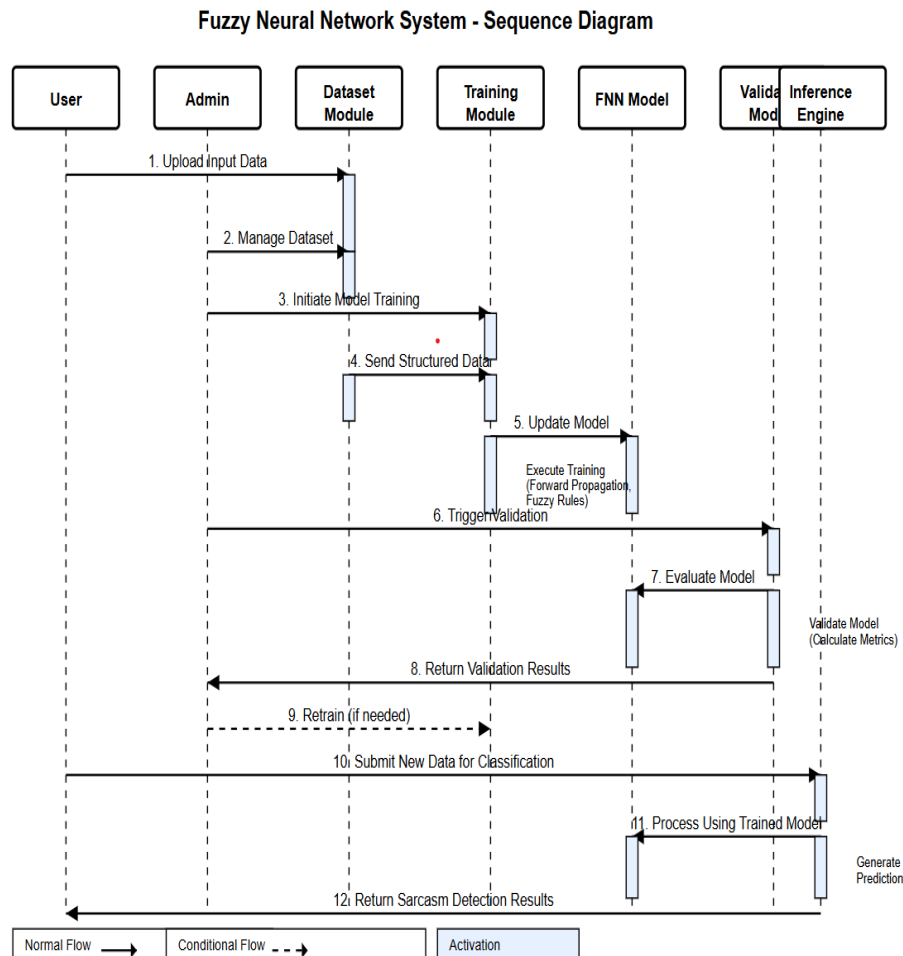 Fuzzy Neural Network System - Sequence Diagram
User
Admin
Dataset
Module
Training
Module
FNN Model
Valida
Mod
Inference
Engine
1. Upload Input Data
2. Manage Dataset
3. Initiate Model Training
4. Send Structured Data
5. Update Model
Execute Training
(Forward Propagation,
Fuzzy Rules)
6. Trigger Validation
7. Evaluate Model
Validate Model
(Calculate Metrics)
8. Return Validation Results
9. Retrain (if needed)
10. Submit New Data for Classification
11. Process Using Trained Model
Generate
Prediction
12. Return Sarcasm Detection Results
Normal Flow
Conditional Flow
Activation